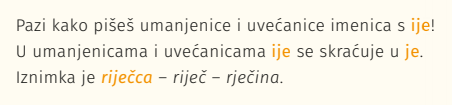 Pazi kako pišeš umanjenice i uvećanice imenica s ije!
U umanjenicama i uvećanicama ije se skraćuje u je.
Iznimka je riječca – riječ – rječina.